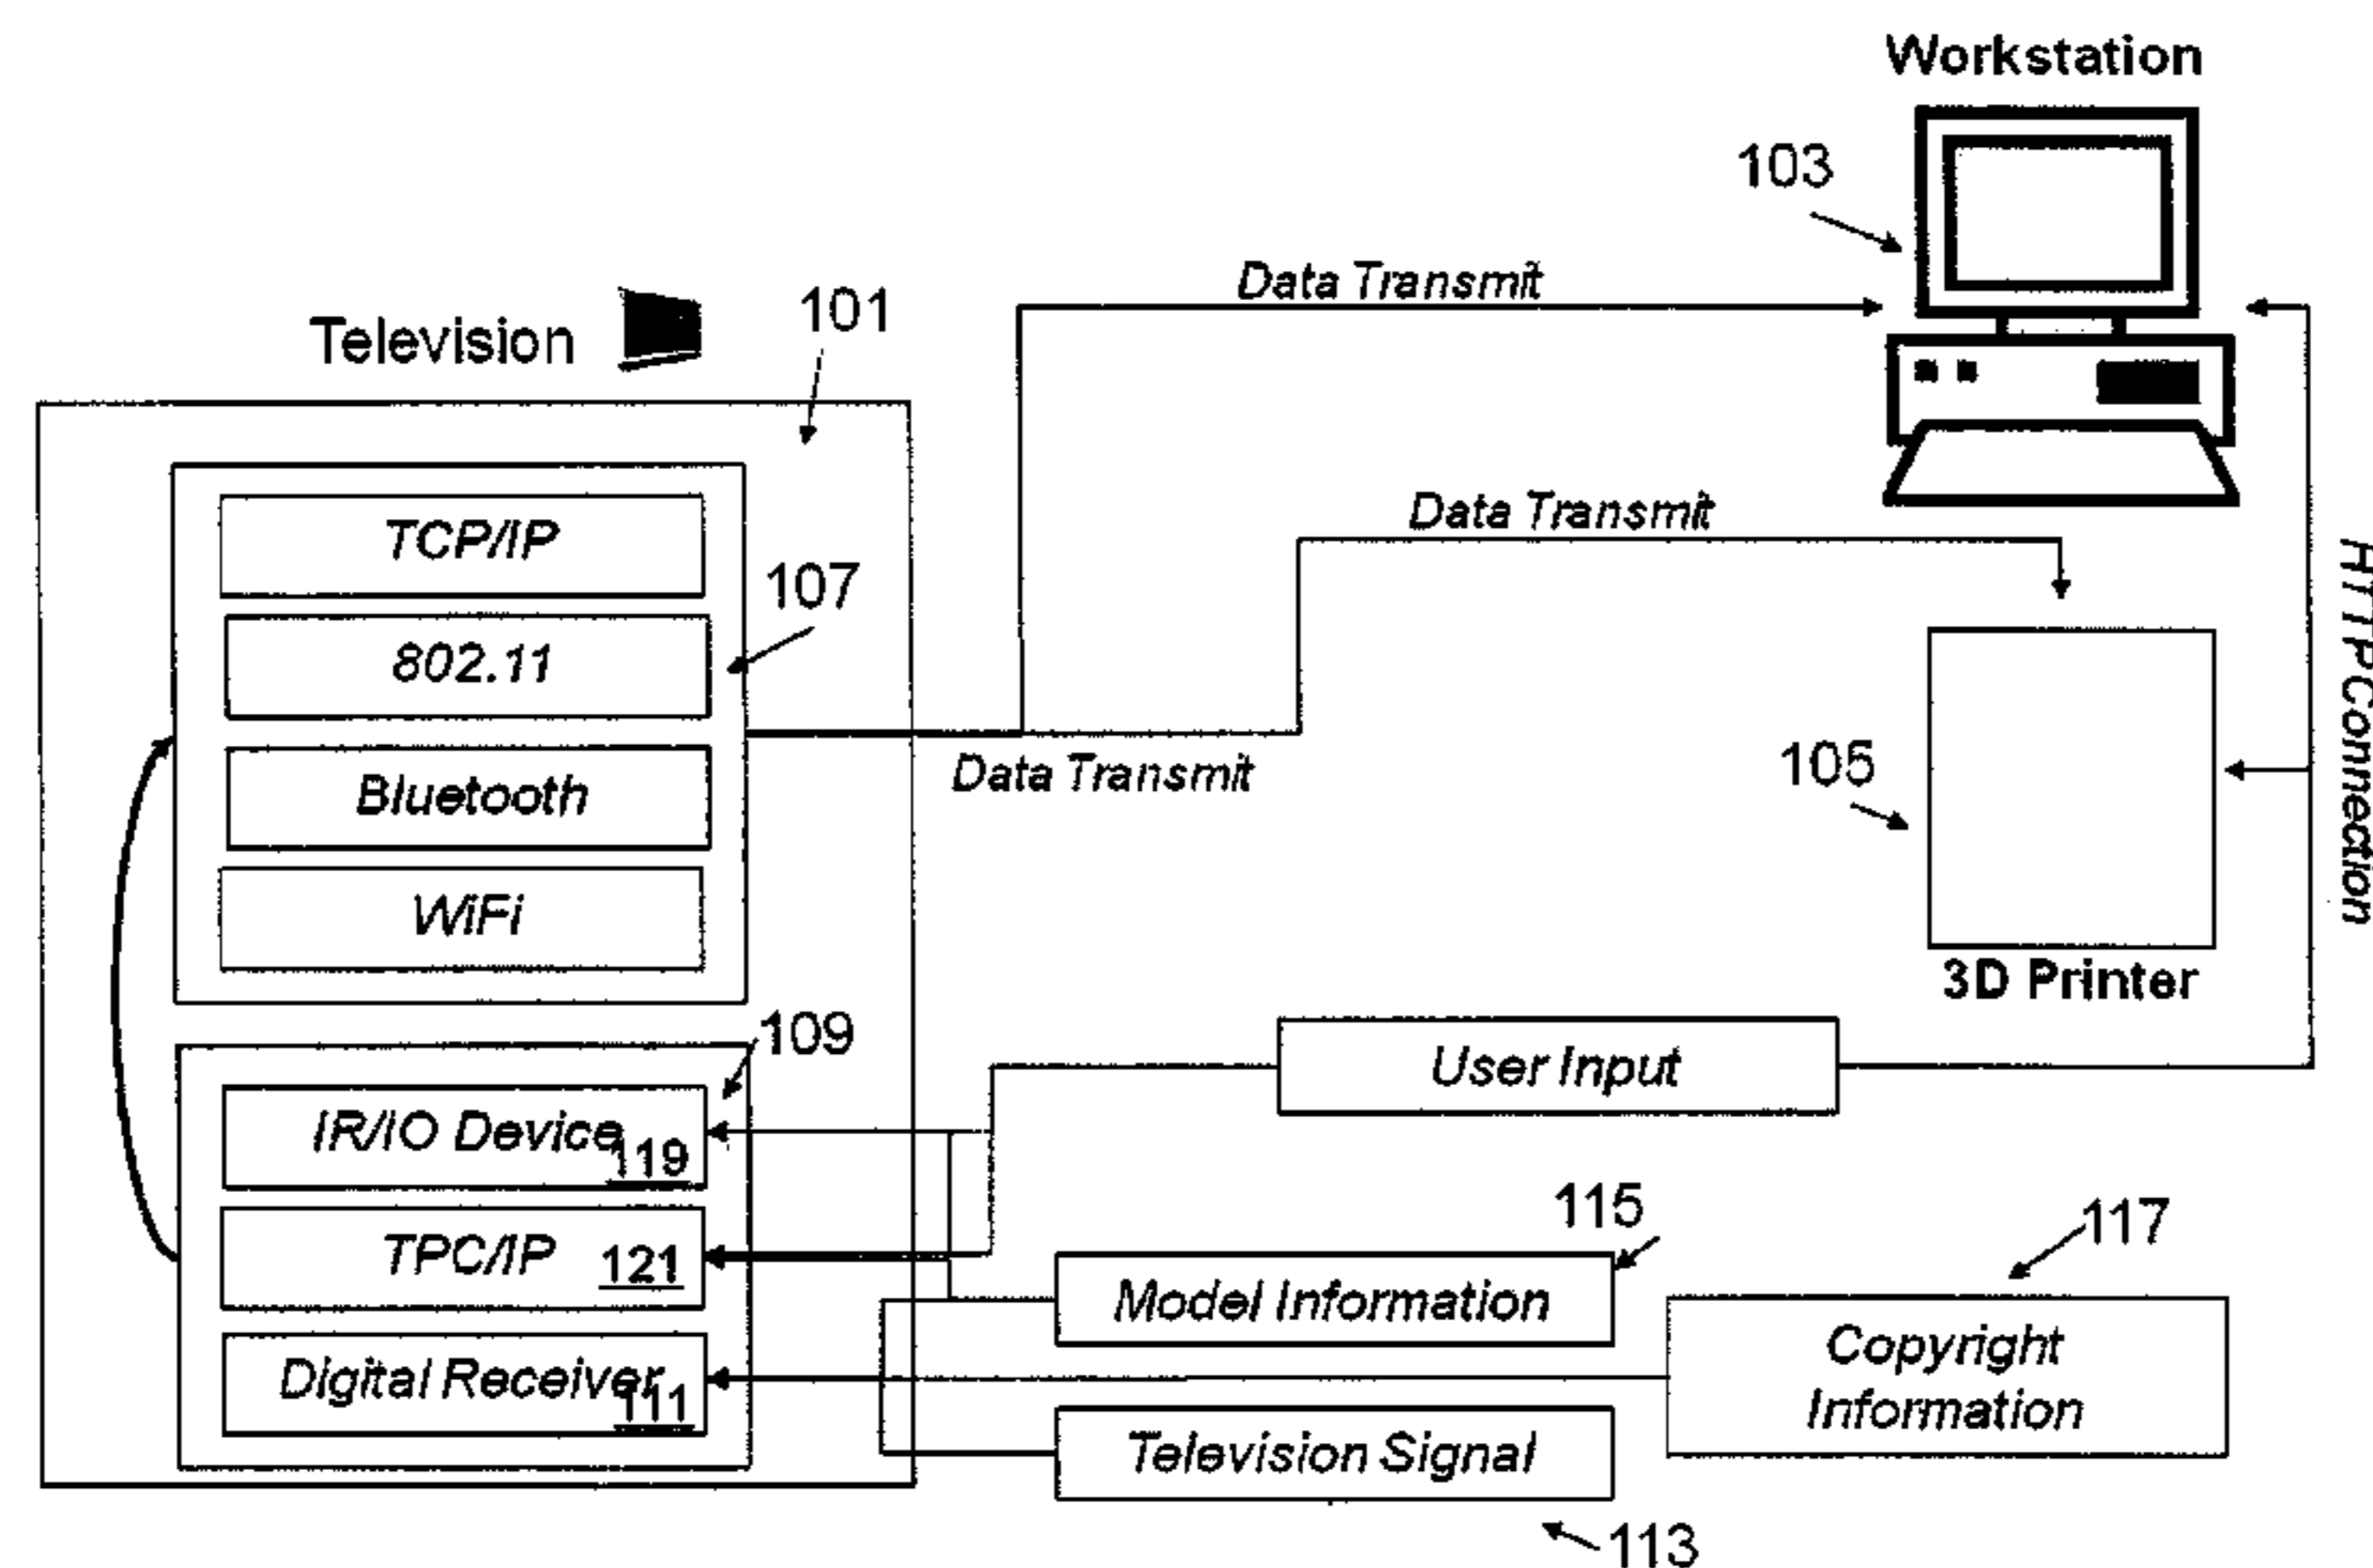 Workstation
103
Data Transmit
Television
101
Data Transmit
TCP/IP
107
802.11
HTTP Connection
Data Transmit
105
Bluetooth
WiFi
3D Printer
109
User Input
IR/IO Device
119
115
117
TPC/IP
121
Model Information
Copyright
Information
Digital Receiver
111
Television Signal
113